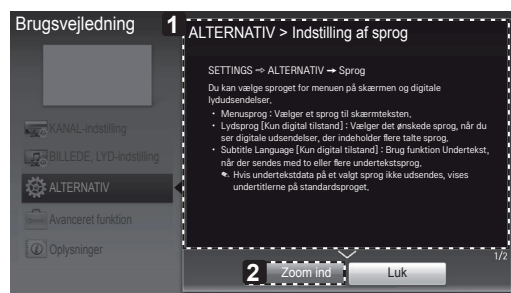 Brugsvejledning
1
ALTERNATIV > Indstilling af sprog
SETTINGS ⇨ ALTERNATIV ➙ Sprog
Du kan vælge sproget for menuen på skærmen og digitale
lydudsendelser.
• Menusprog : Vælger et sprog til skærmteksten.
• Lydsprog [Kun digital tilstand] : Vælger det ønskede sprog, når du
ser digitale udsendelser, der indeholder flere talte sprog.
• Subtitle Language [Kun digital tilstand] : Brug funktion Undertekst,
når der sendes med to eller flere undertekstsprog.
✎ Hvis undertekstdata på et valgt sprog ikke udsendes, vises
undertitlerne på standardsproget.
KANAL-indstilling
BILLEDE, LYD-indstilling
ALTERNATIV
Avanceret funktion
Oplysninger
1/2
2
Zoom ind
Luk